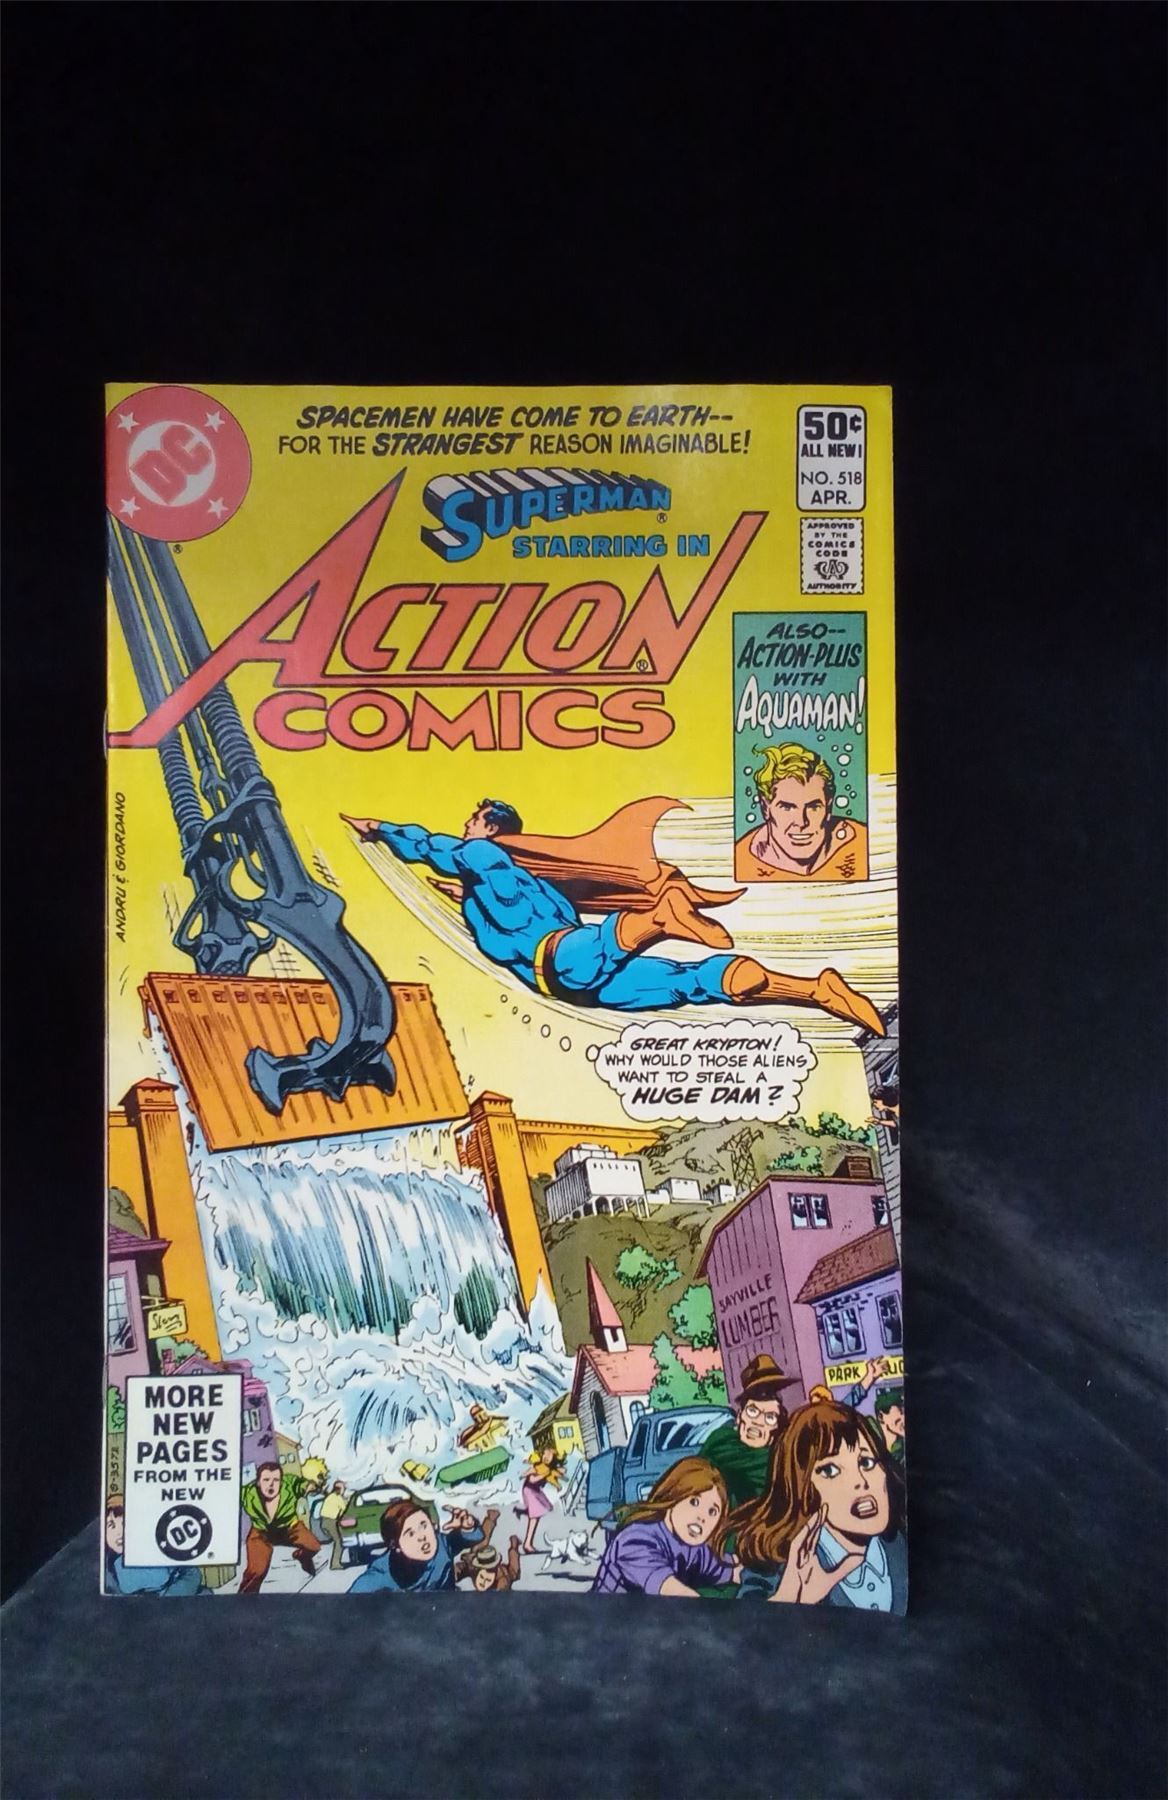 SPACEMEN HAVE COME TO EARTH--
FOR THE STRANGEST REASON IMAGINABLE!
DC
®
50¢
ALL NEW!
NO. 518
APR.
SUPERMAN
®
STARRING IN
ACTION
®
COMICS
APPROVED
BY THE
COMICS
CODE
CA
AUTHORITY
ALSO--
ACTION-PLUS
WITH
AQUAMAN!
ANDRU & GIORDANO
GREAT KRYPTON!
WHY WOULD THOSE ALIENS
WANT TO STEAL A
HUGE DAM?
SAYVILLE
LUMBER
PARK
MORE
NEW
PAGES
FROM THE
NEW
DC
®